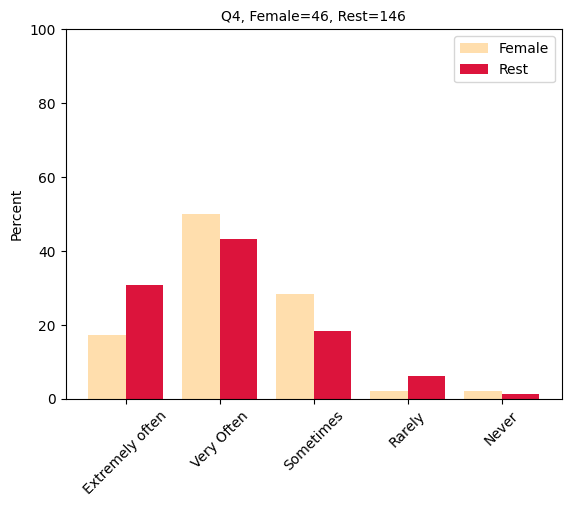 Q4, Female=46, Rest=146
Female
Rest
Percent
100
80
60
40
20
0
Extremely often
Very Often
Sometimes
Rarely
Never